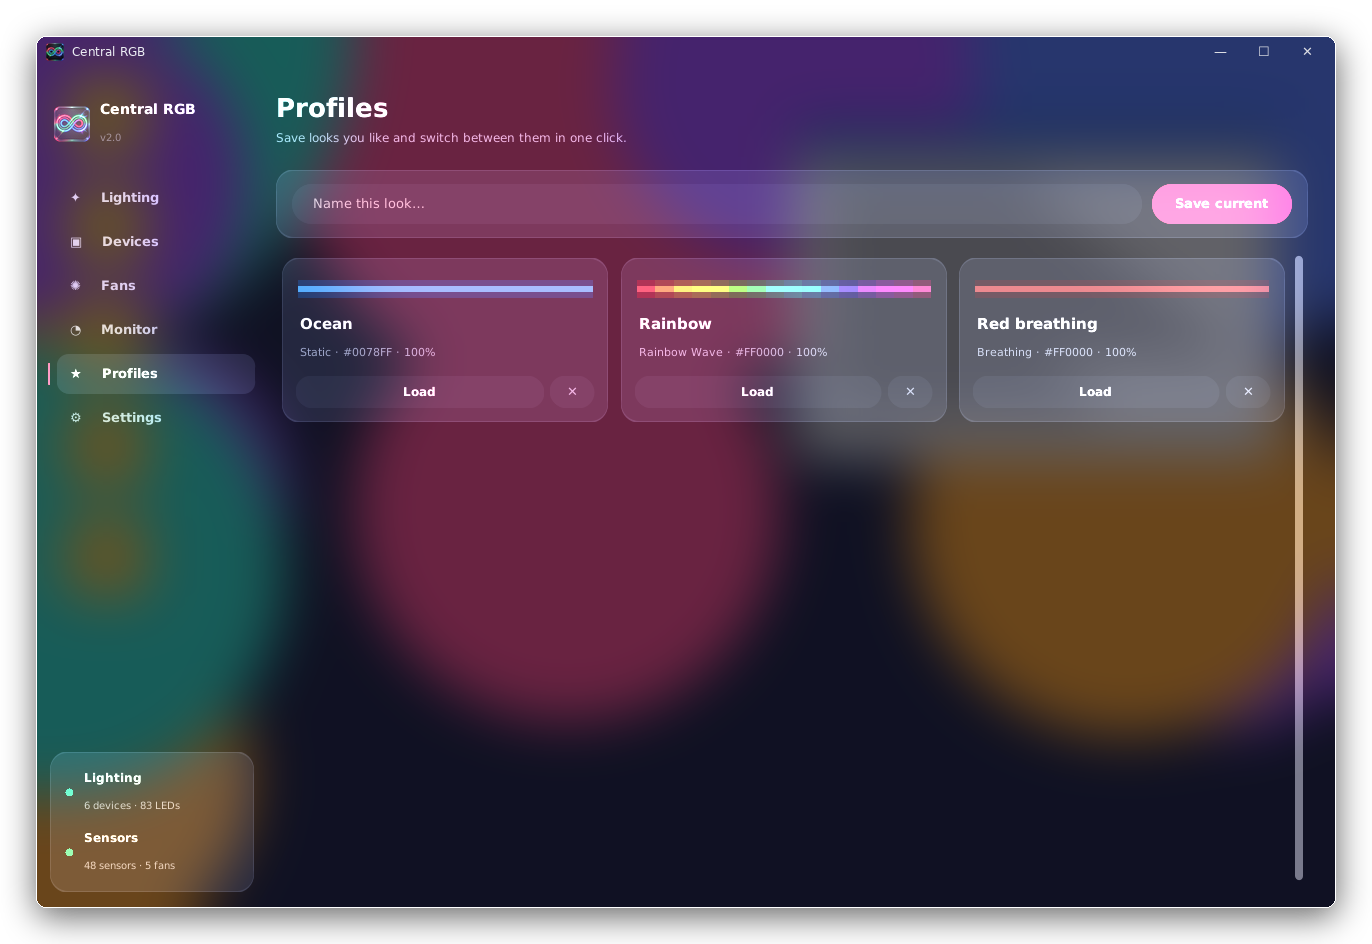 Central RGB
Central RGB
v2.0
Lighting
Devices
Fans
Monitor
Profiles
Settings
Lighting
6 devices · 83 LEDs
Sensors
48 sensors · 5 fans
Profiles
Save looks you like and switch between them in one click.
Name this look...
Save current
Ocean
Static · #0078FF · 100%
Load
Rainbow
Rainbow Wave · #FF0000 · 100%
Load
Red breathing
Breathing · #FF0000 · 100%
Load